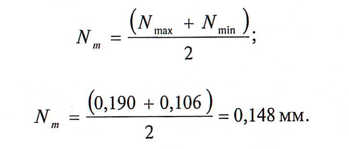 N_m = (N_max + N_min) / 2;
N_m = (0,190 + 0,106) / 2 = 0,148 мм.